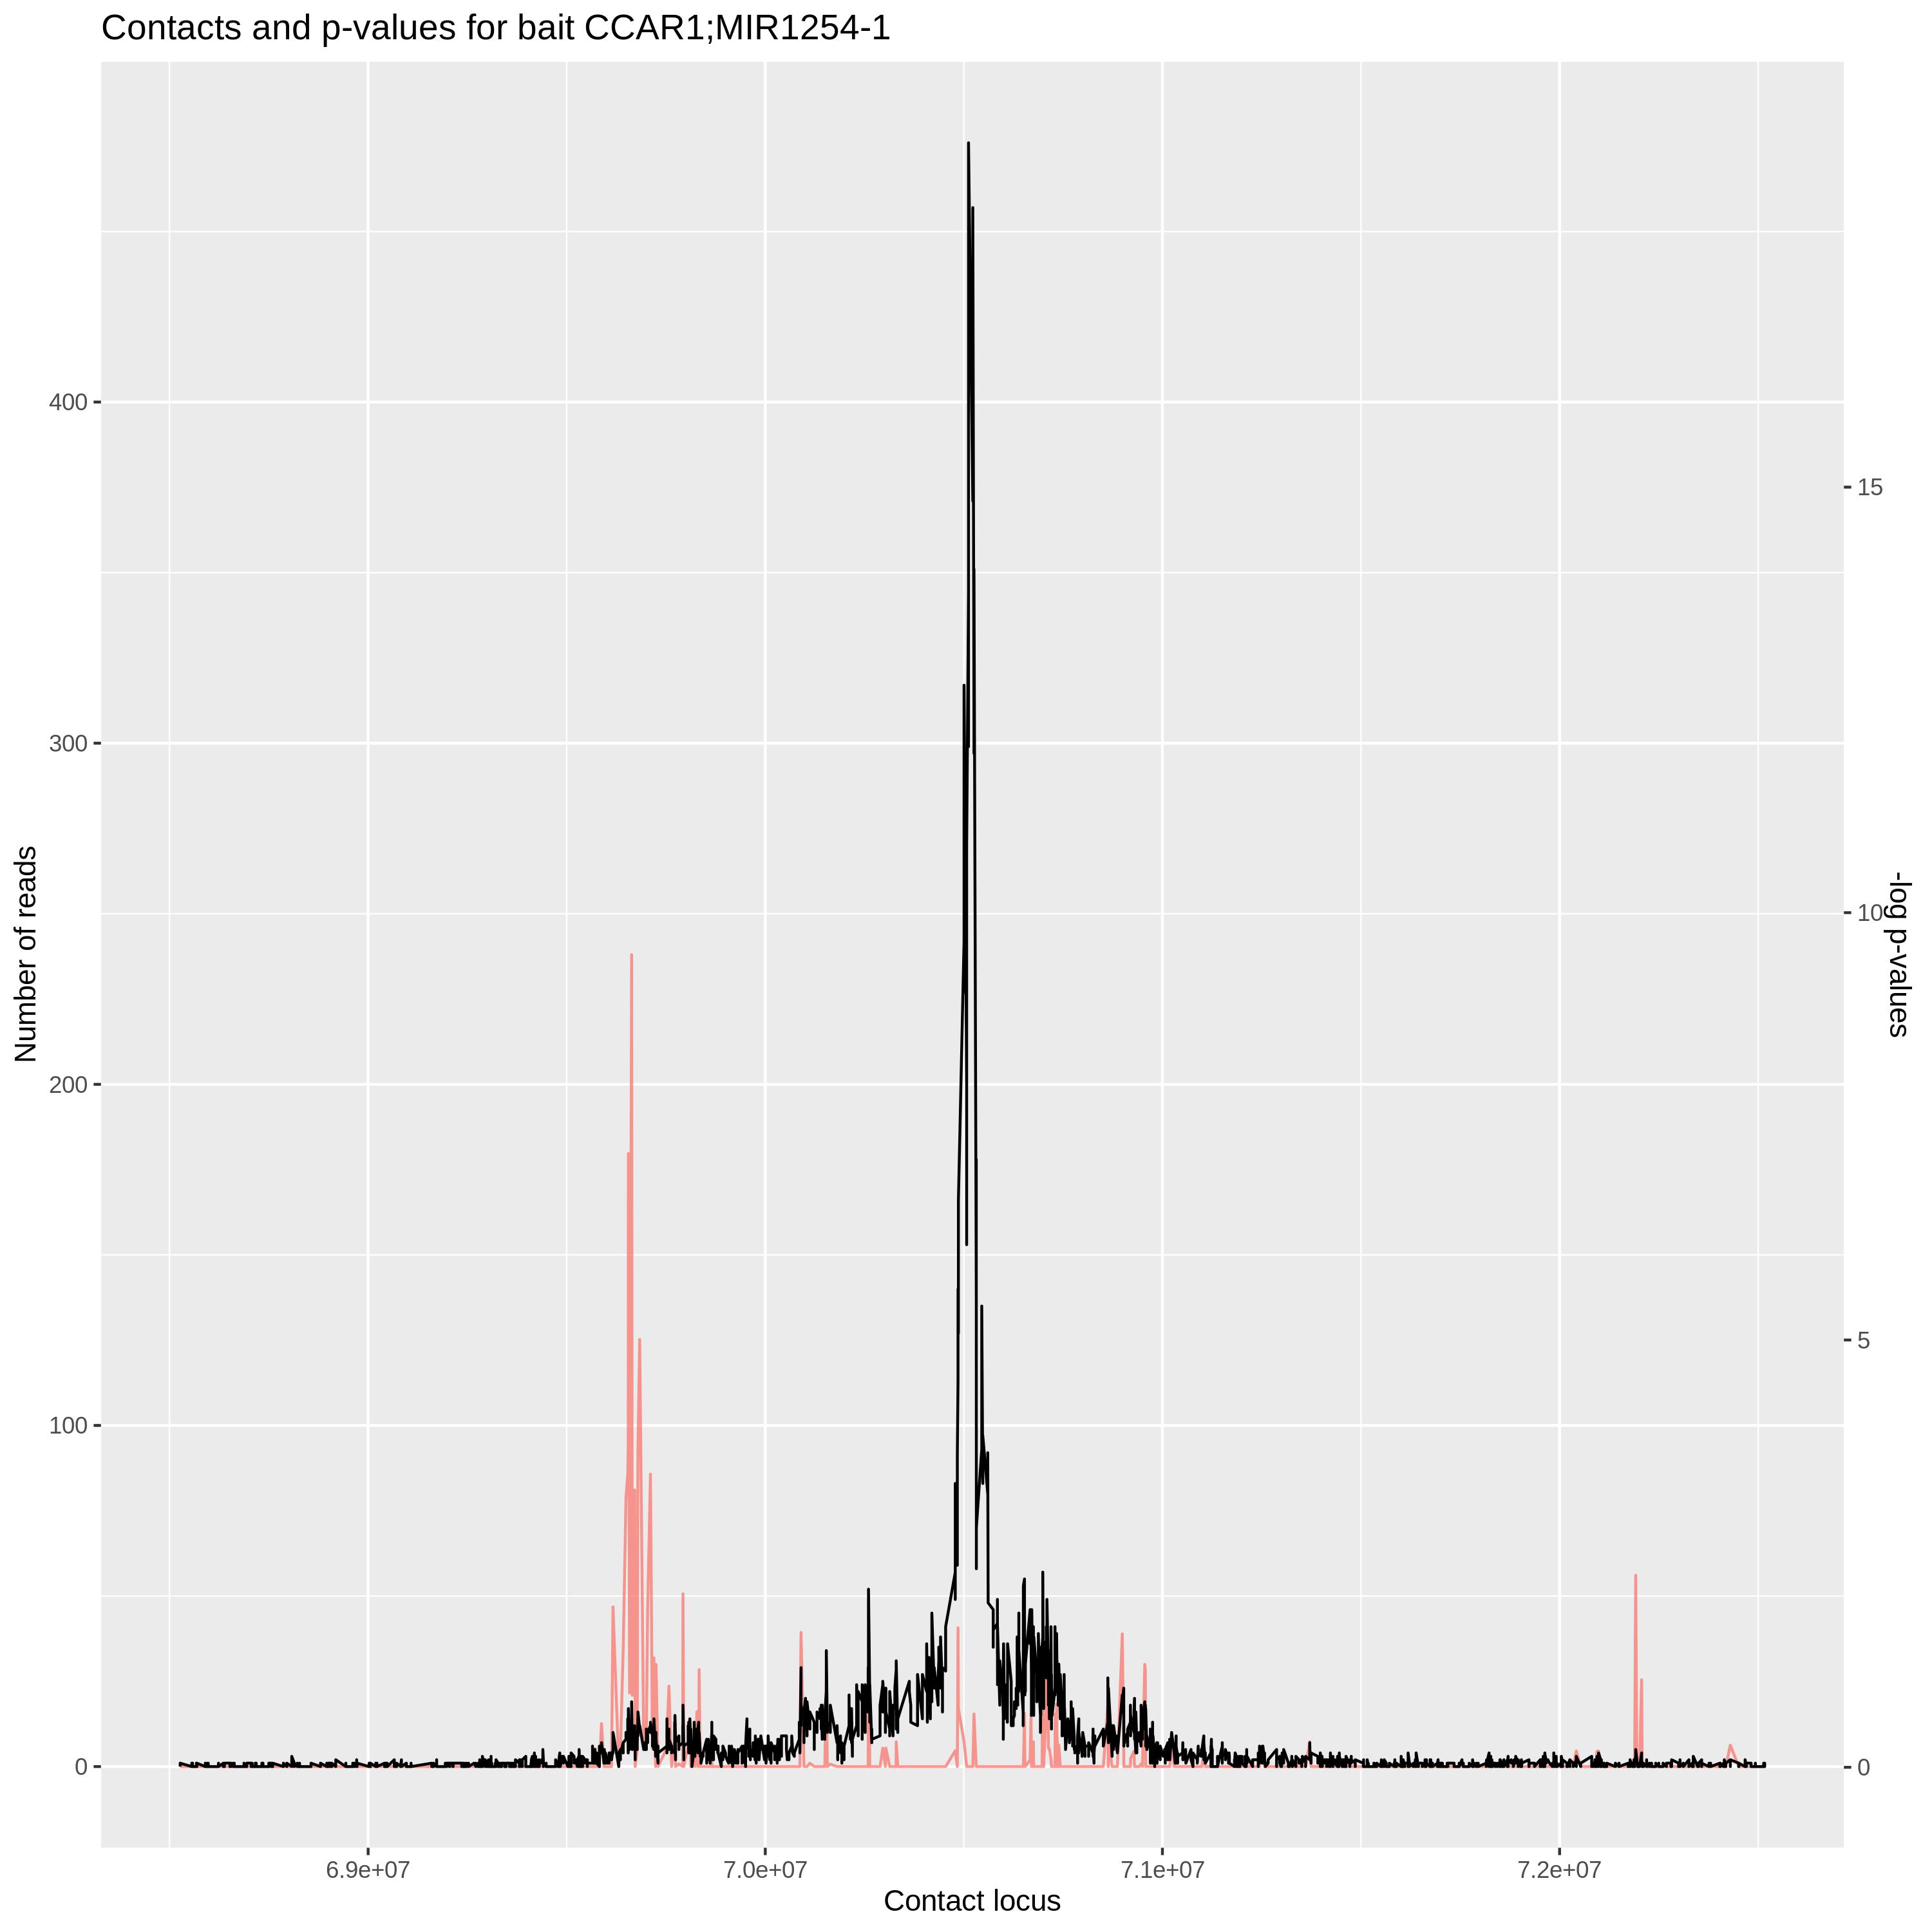 Contacts and p-values for bait CCAR1;MIR1254-1
Number of reads
400
300
200
100
0
15
10
5
0
-log p-values
6.9e+07
7.0e+07
7.1e+07
7.2e+07
Contact locus